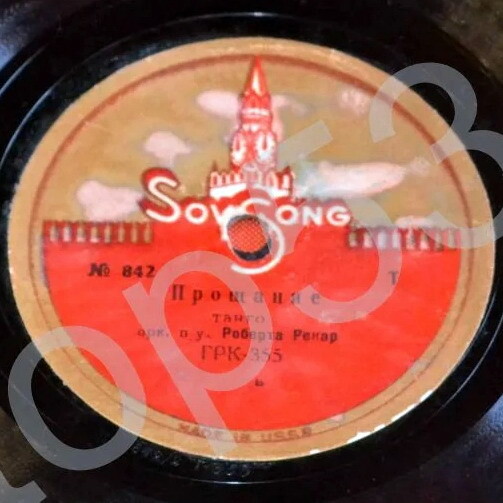 SOVSONG
№ 842
Т
Прощание
танго
орк. п/у. Роберта Ренар
ГРК-355
MADE IN USSR